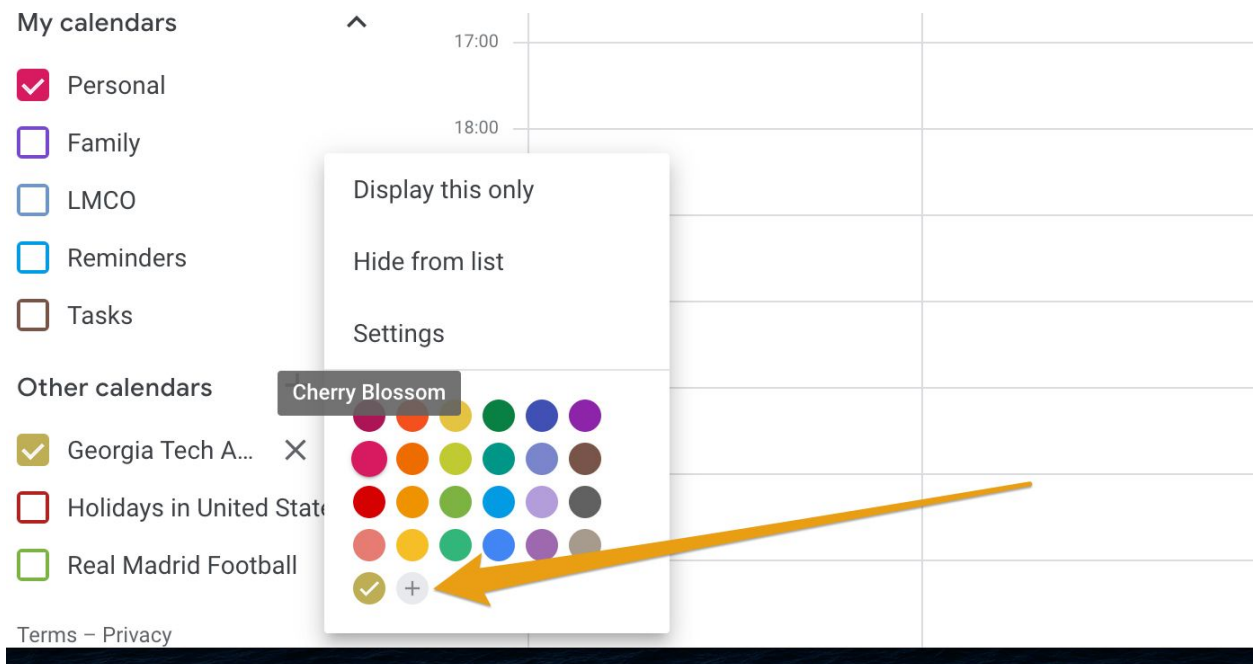 My calendars
Personal
Family
LMCO
Reminders
Tasks
Other calendars
Georgia Tech A...
Holidays in United State
Real Madrid Football
Terms – Privacy
17:00
18:00
Display this only
Hide from list
Settings
Cherry Blossom